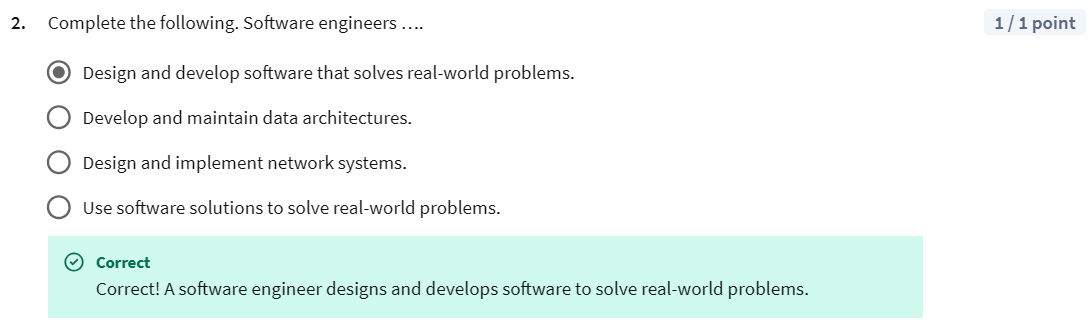 2. Complete the following. Software engineers .... 1 / 1 point
Design and develop software that solves real-world problems.
Develop and maintain data architectures.
Design and implement network systems.
Use software solutions to solve real-world problems.
Correct
Correct! A software engineer designs and develops software to solve real-world problems.